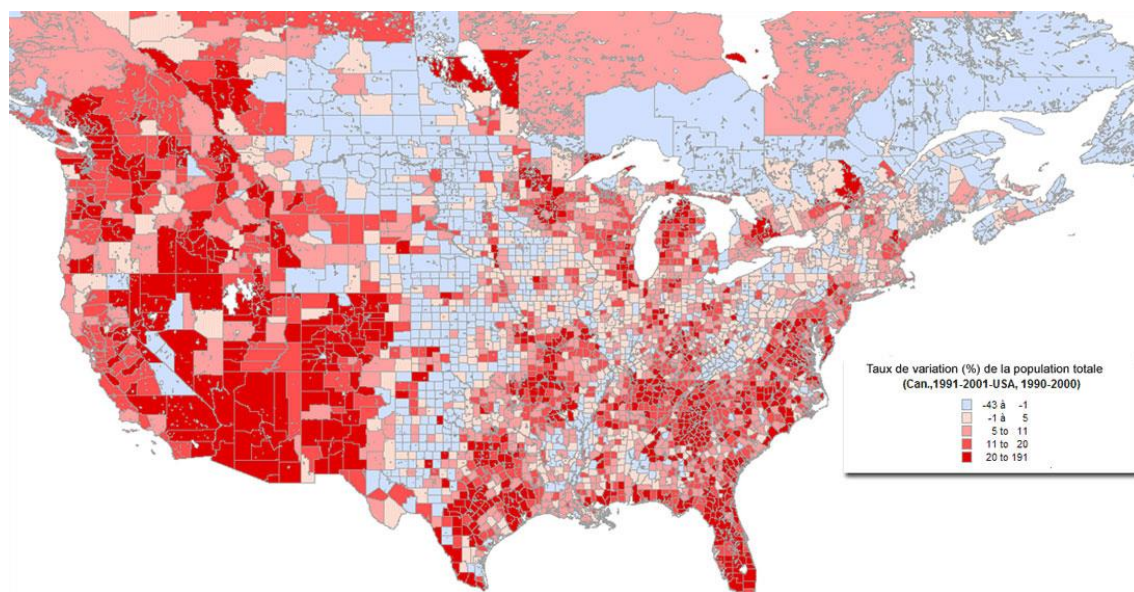 Taux de variation (%) de la population totale
(Can.,1991-2001-USA, 1990-2000)
-43 à -1
-1 à 5
5 to 11
11 to 20
20 to 191